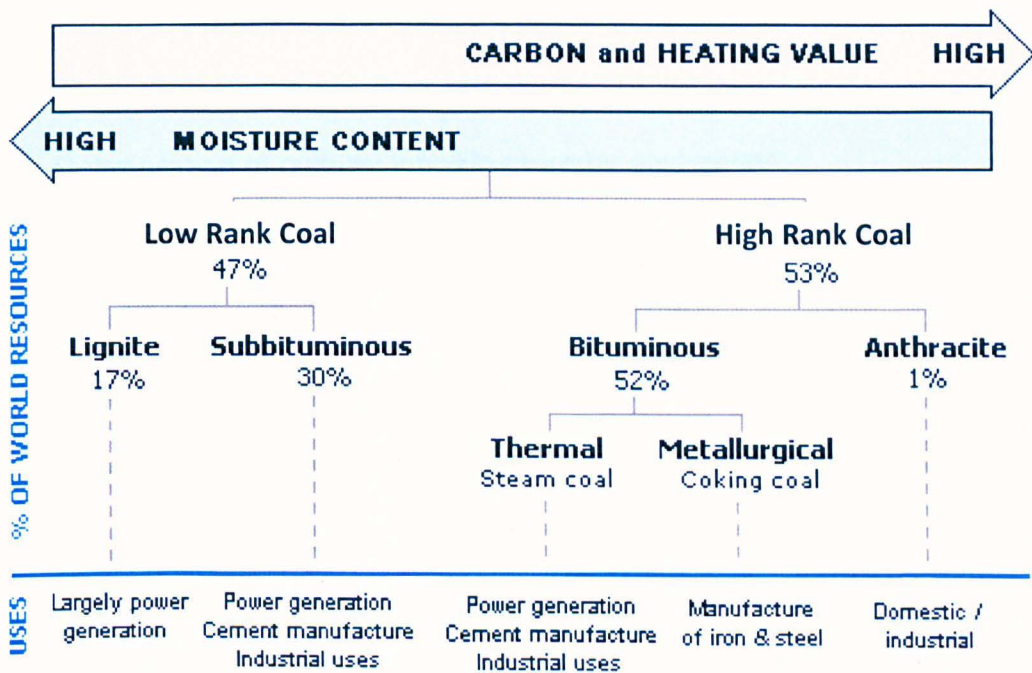 CARBON and HEATING VALUE HIGH
HIGH MOISTURE CONTENT
% OF WORLD RESOURCES
Low Rank Coal
47%
High Rank Coal
53%
Lignite
17%
Subbituminous
30%
Bituminous
52%
Anthracite
1%
Thermal
Steam coal
Metallurgical
Coking coal
USES
Largely power
generation
Power generation
Cement manufacture
Industrial uses
Power generation
Cement manufacture
Industrial uses
Manufacture
of iron & steel
Domestic /
industrial